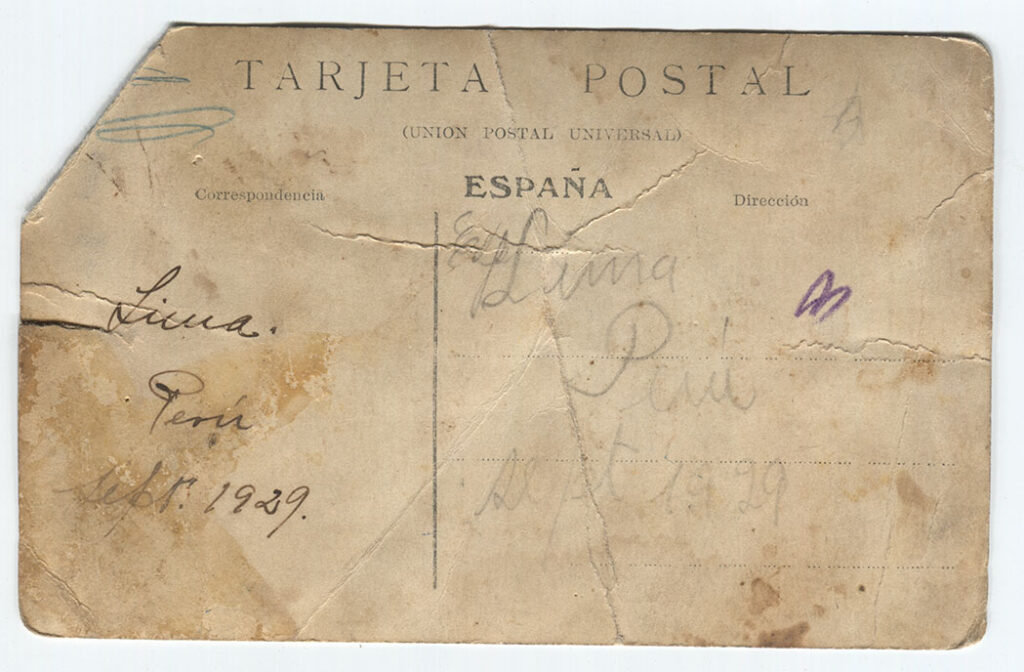 TARJETA POSTAL
(UNION POSTAL UNIVERSAL)
ESPAÑA
Correspondencia
Dirección
Lima.
Perú
Sept. 1929.
Lima
Perú
Sept 1929